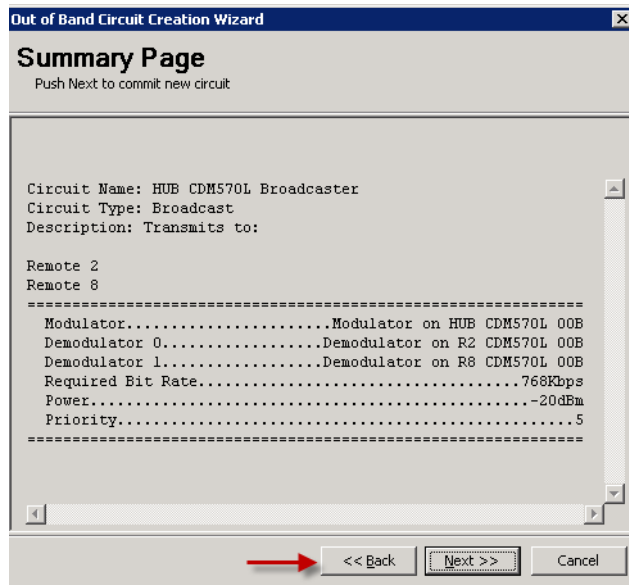 Out of Band Circuit Creation Wizard
Summary Page
Push Next to commit new circuit
Circuit Name: HUB CDM570L Broadcaster
Circuit Type: Broadcast
Description: Transmits to:
Remote 2
Remote 8
==============================================================
Modulator.......................Modulator on HUB CDM570L OOB
Demodulator 0..................Demodulator on R2 CDM570L OOB
Demodulator 1..................Demodulator on R8 CDM570L OOB
Required Bit Rate....................................768Kbps
Power.................................................-20dBm
Priority...................................................5
==============================================================
<< Back
Next >>
Cancel